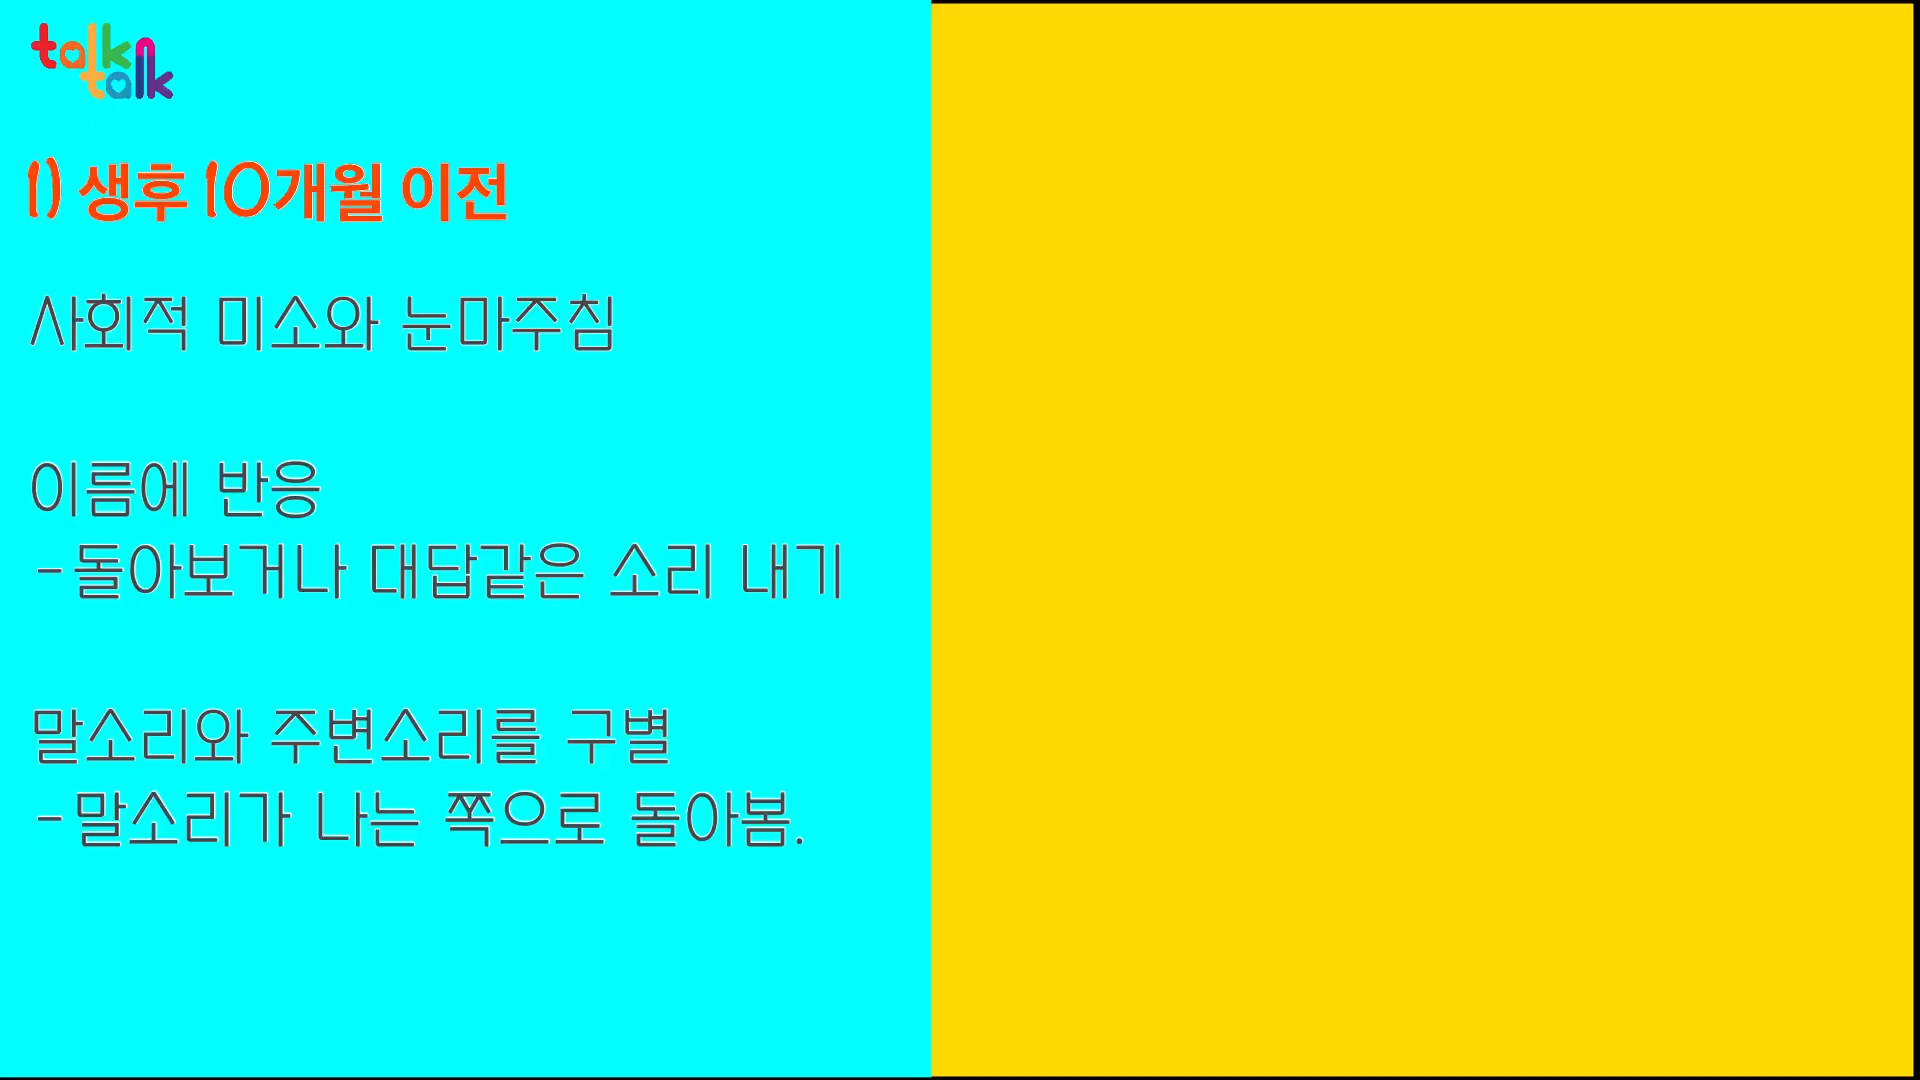 talk n
talk
1) 생후 10개월 이전
사회적 미소와 눈마주침
이름에 반응
-돌아보거나 대답같은 소리 내기
말소리와 주변소리를 구별
-말소리가 나는 쪽으로 돌아봄.